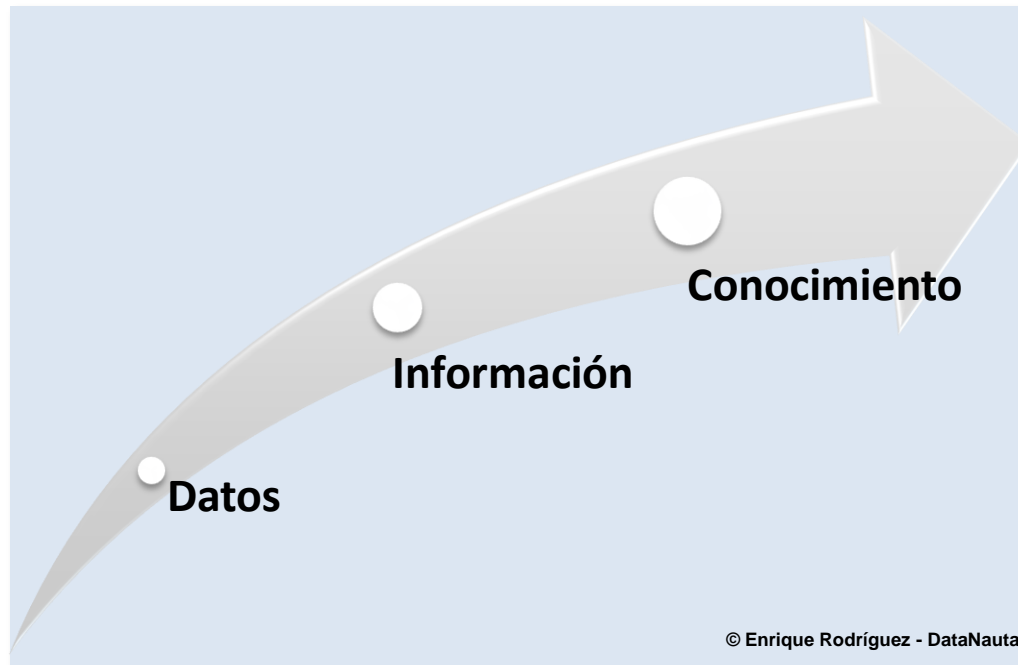 Conocimiento
Información
Datos
© Enrique Rodríguez - DataNauta